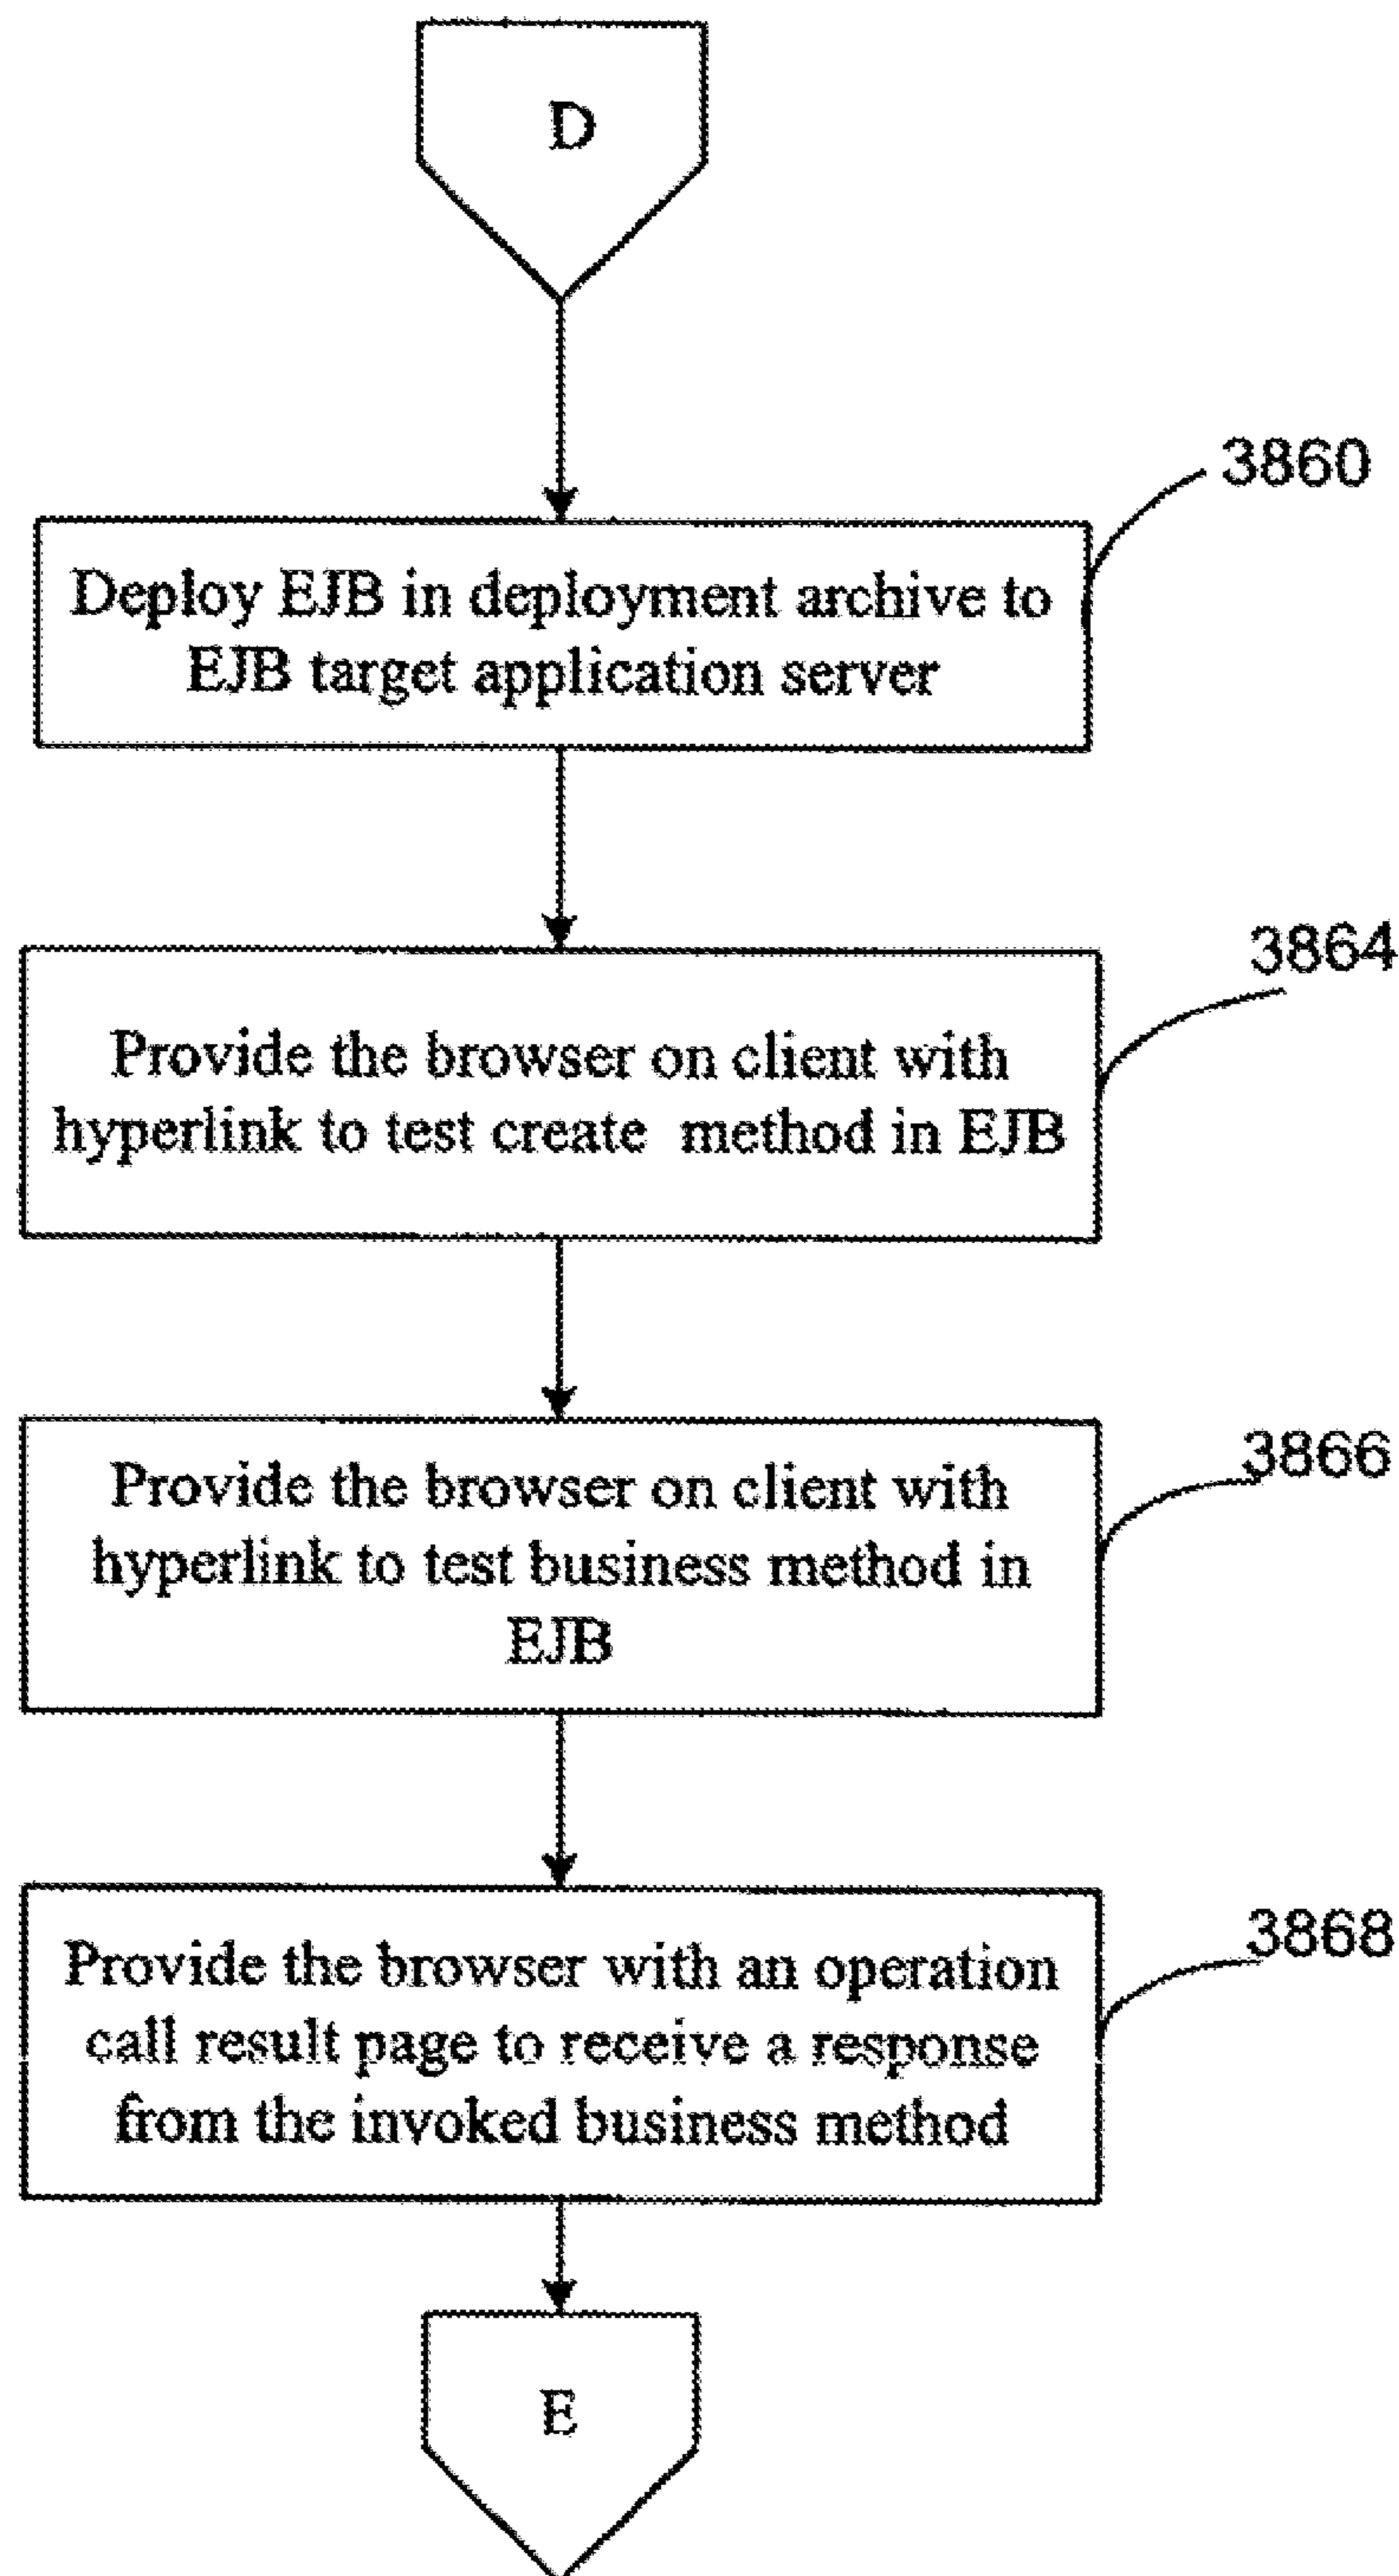 D
3860
Deploy EJB in deployment archive to
EJB target application server
3864
Provide the browser on client with
hyperlink to test create method in EJB
3866
Provide the browser on client with
hyperlink to test business method in
EJB
3868
Provide the browser with an operation
call result page to receive a response
from the invoked business method
E